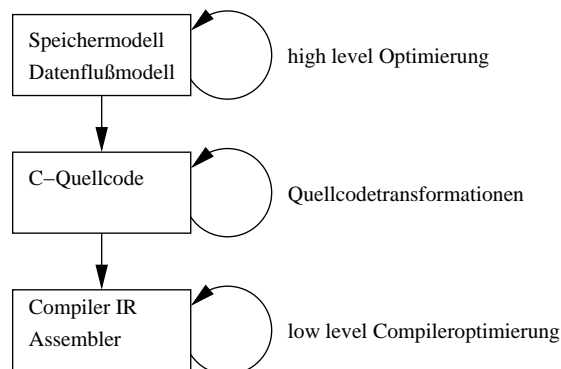 Speichermodell
Datenflußmodell
high level Optimierung
C−Quellcode
Quellcodetransformationen
Compiler IR
Assembler
low level Compileroptimierung